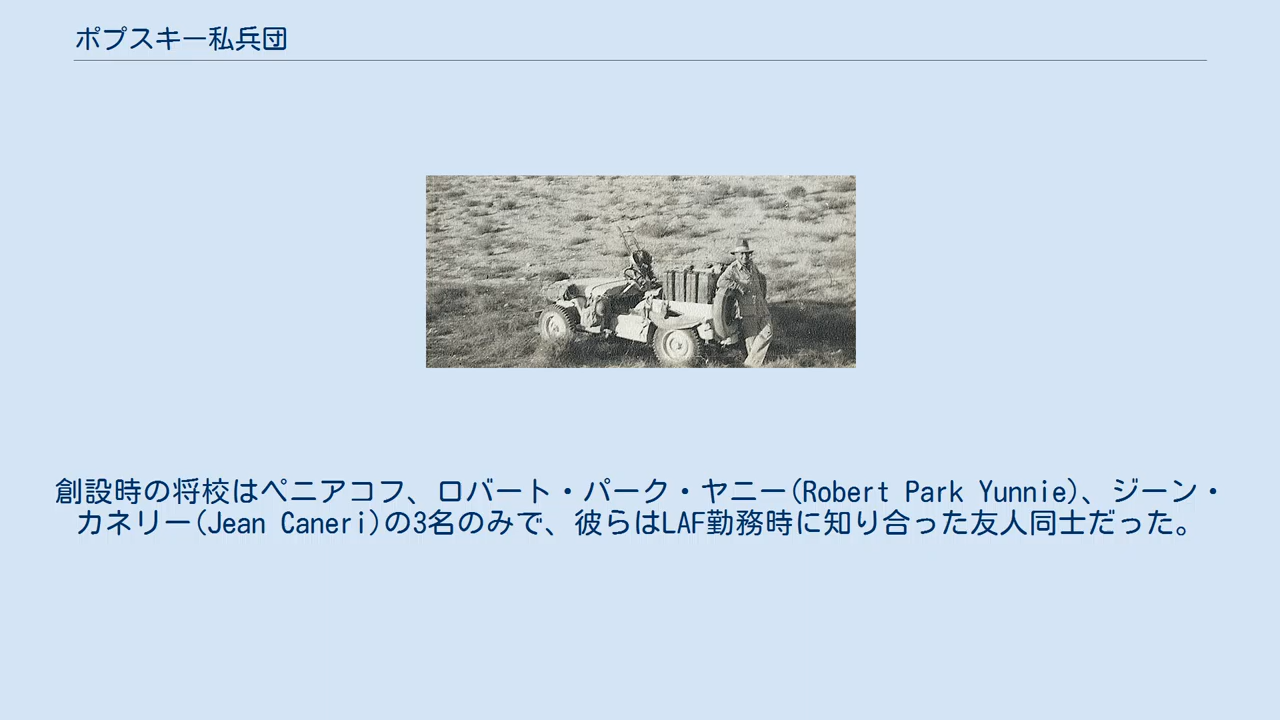 ポプスキー私兵団
創設時の将校はペニアコフ、ロバート・パーク・ヤニー(Robert Park Yunnie)、ジーン・
カネリー(Jean Caneri)の3名のみで、彼らはLAF勤務時に知り合った友人同士だった。